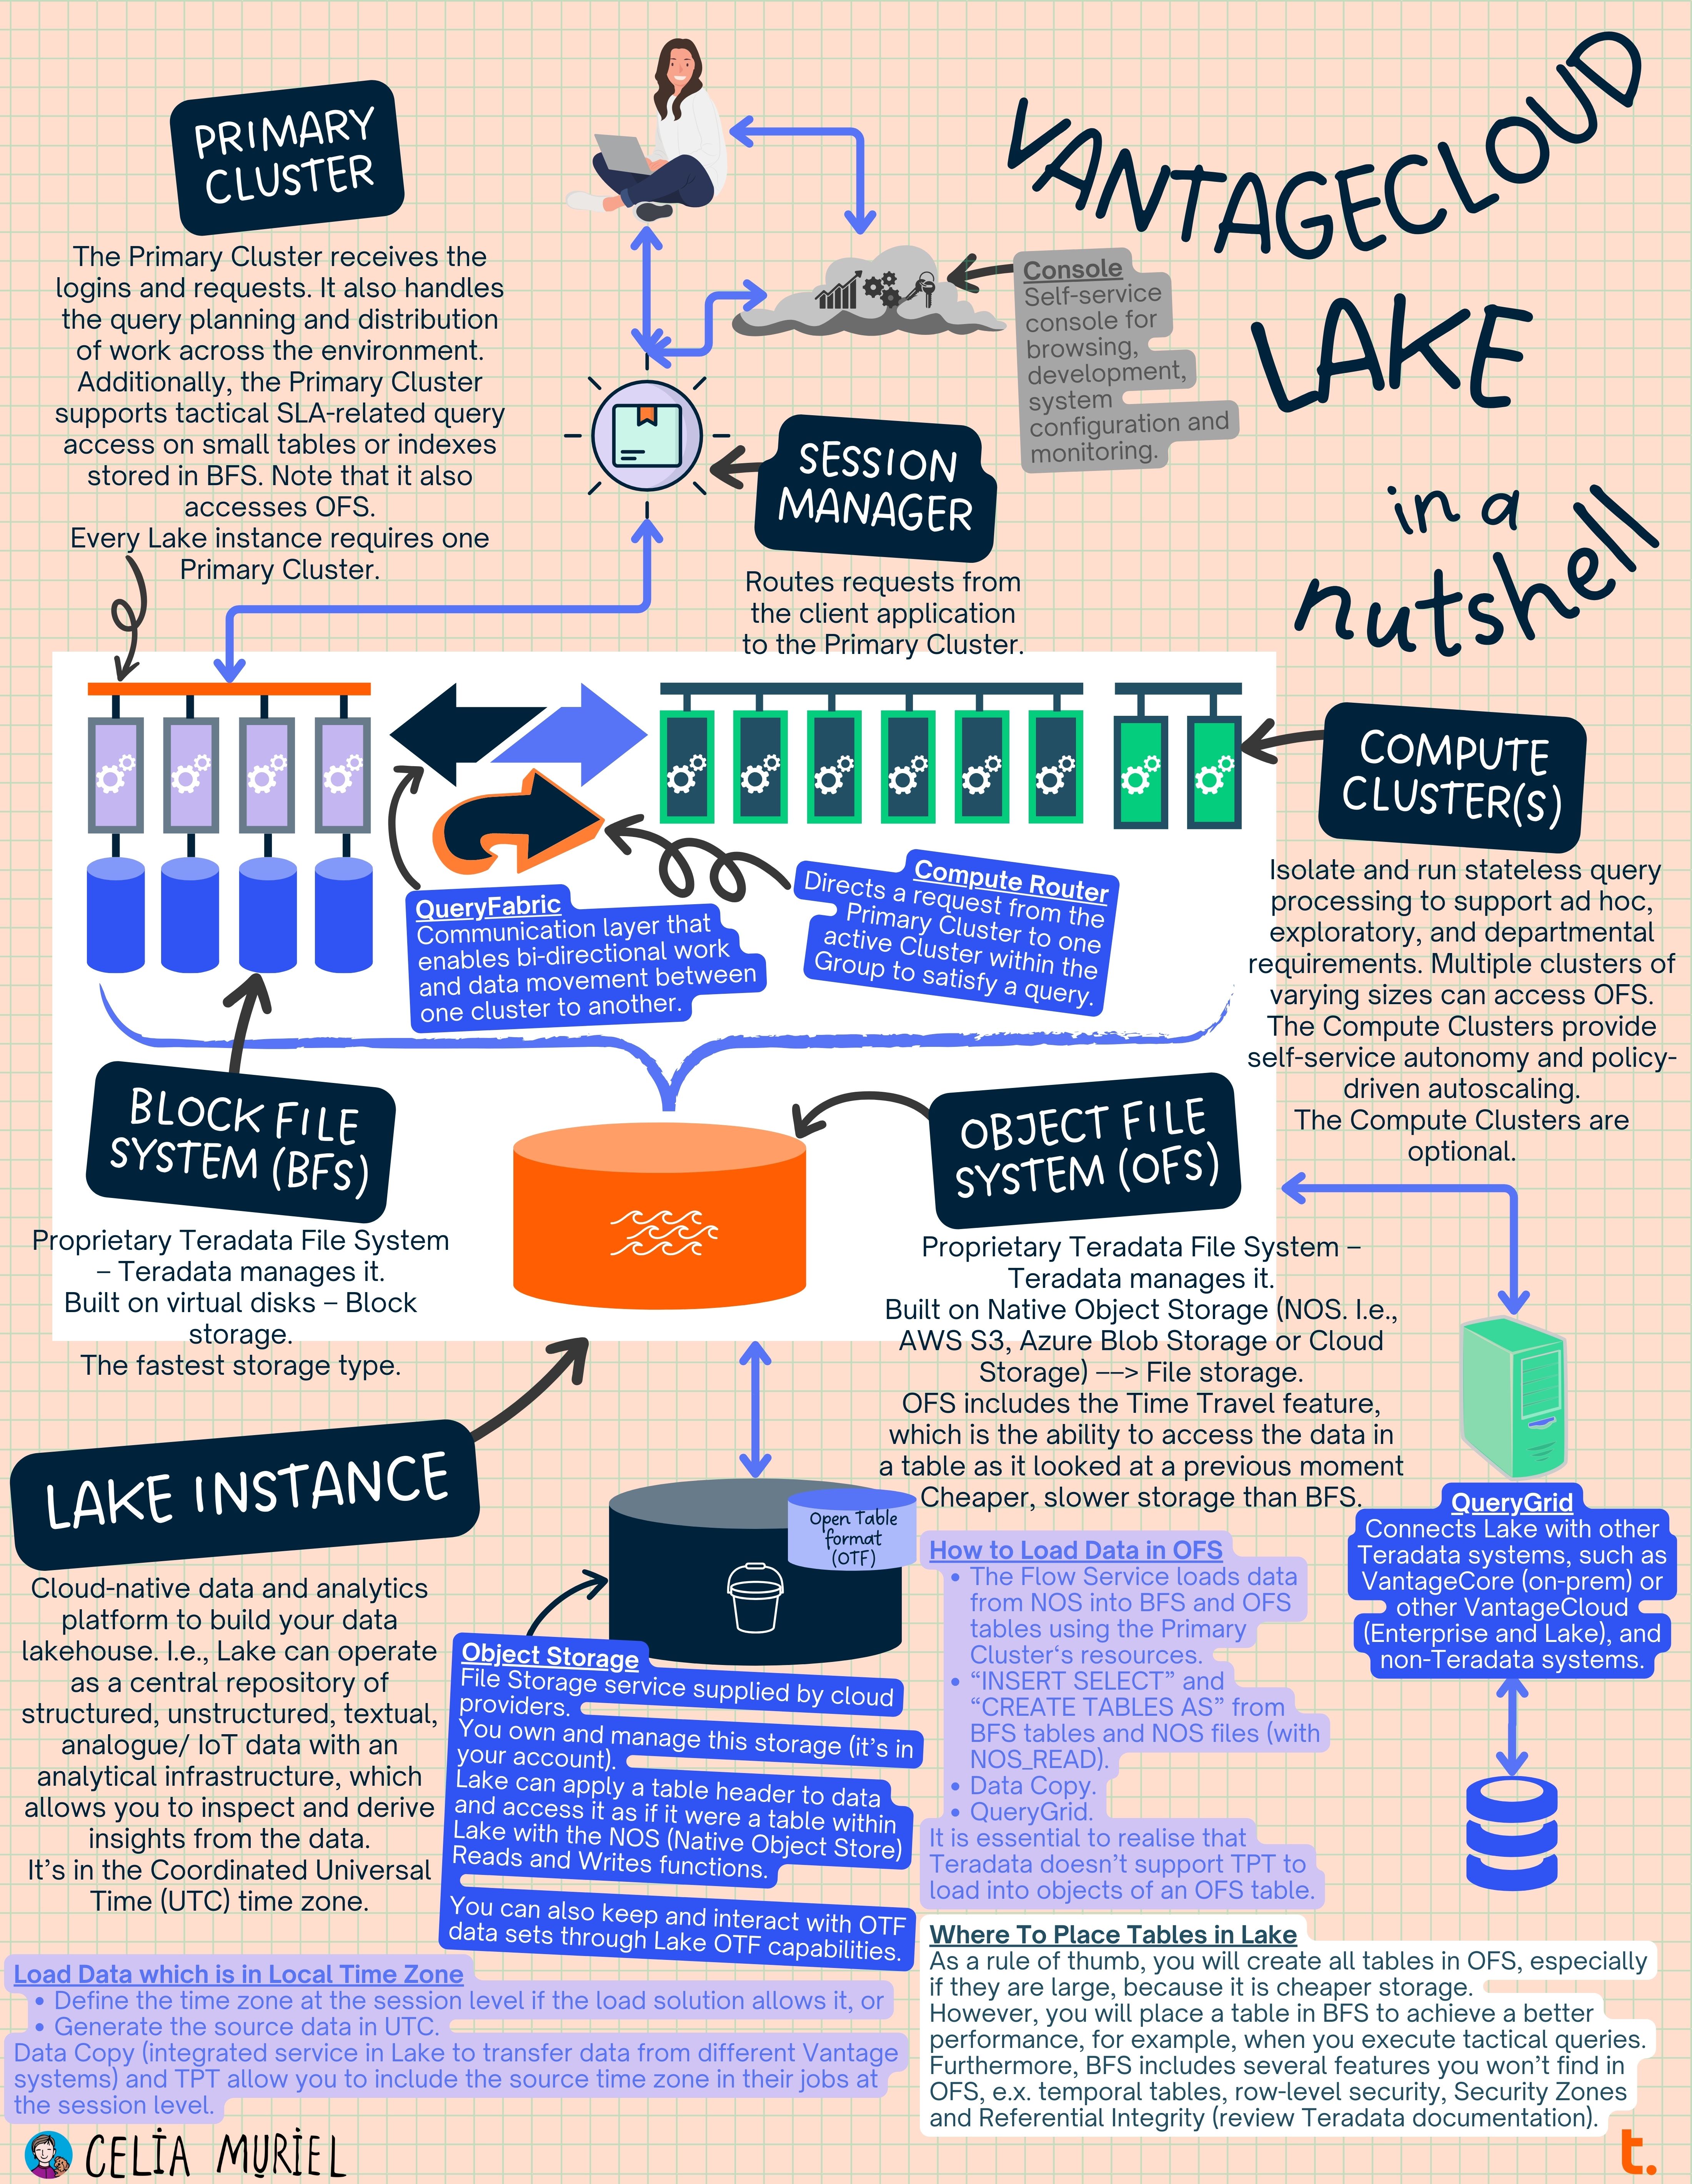 VANTAGECLOUD
LAKE
in a
nutshell
PRIMARY
CLUSTER
The Primary Cluster receives the
logins and requests. It also handles
the query planning and distribution
of work across the environment.
Additionally, the Primary Cluster
supports tactical SLA-related query
access on small tables or indexes
stored in BFS. Note that it also
accesses OFS.
Every Lake instance requires one
Primary Cluster.
Console
Self-service
console for
browsing,
development,
system
configuration and
monitoring.
SESSION
MANAGER
Routes requests from
the client application
to the Primary Cluster.
COMPUTE
CLUSTER(S)
Isolate and run stateless query
processing to support ad hoc,
exploratory, and departmental
requirements. Multiple clusters of
varying sizes can access OFS.
The Compute Clusters provide
self-service autonomy and policy-
driven autoscaling.
The Compute Clusters are
optional.
QueryFabric
Communication layer that
enables bi-directional work
and data movement between
one cluster to another.
Compute Router
Directs a request from the
Primary Cluster to one
active Cluster within the
Group to satisfy a query.
BLOCK FILE
SYSTEM (BFS)
Proprietary Teradata File System
– Teradata manages it.
Built on virtual disks – Block
storage.
The fastest storage type.
OBJECT FILE
SYSTEM (OFS)
Proprietary Teradata File System –
Teradata manages it.
Built on Native Object Storage (NOS. I.e.,
AWS S3, Azure Blob Storage or Cloud
Storage) ––> File storage.
OFS includes the Time Travel feature,
which is the ability to access the data in
a table as it looked at a previous moment
Cheaper, slower storage than BFS.
LAKE INSTANCE
Cloud-native data and analytics
platform to build your data
lakehouse. I.e., Lake can operate
as a central repository of
structured, unstructured, textual,
analogue/ IoT data with an
analytical infrastructure, which
allows you to inspect and derive
insights from the data.
It's in the Coordinated Universal
Time (UTC) time zone.
Open Table
format
(OTF)
Object Storage
File Storage service supplied by cloud
providers.
You own and manage this storage (it's in
your account).
Lake can apply a table header to data
and access it as if it were a table within
Lake with the NOS (Native Object Store)
Reads and Writes functions.
You can also keep and interact with OTF
data sets through Lake OTF capabilities.
How to Load Data in OFS
• The Flow Service loads data
from NOS into BFS and OFS
tables using the Primary
Cluster‘s resources.
• “INSERT SELECT” and
“CREATE TABLES AS” from
BFS tables and NOS files (with
NOS_READ).
• Data Copy.
• QueryGrid.
It is essential to realise that
Teradata doesn't support TPT to
load into objects of an OFS table.
QueryGrid
Connects Lake with other
Teradata systems, such as
VantageCore (on-prem) or
other VantageCloud
(Enterprise and Lake), and
non-Teradata systems.
Where To Place Tables in Lake
As a rule of thumb, you will create all tables in OFS, especially
if they are large, because it is cheaper storage.
However, you will place a table in BFS to achieve a better
performance, for example, when you execute tactical queries.
Furthermore, BFS includes several features you won't find in
OFS, e.x. temporal tables, row-level security, Security Zones
and Referential Integrity (review Teradata documentation).
Load Data which is in Local Time Zone
• Define the time zone at the session level if the load solution allows it, or
• Generate the source data in UTC.
Data Copy (integrated service in Lake to transfer data from different Vantage
systems) and TPT allow you to include the source time zone in their jobs at
the session level.
CELIA MURIEL
t.